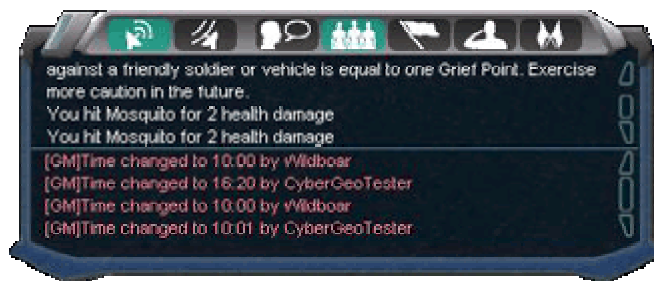 against a friendly soldier or vehicle is equal to one Grief Point. Exercise
more caution in the future.
You hit Mosquito for 2 health damage
You hit Mosquito for 2 health damage
[GM]Time changed to 10:00 by Wildboar
[GM]Time changed to 16:20 by CyberGeoTester
[GM]Time changed to 10:00 by Wildboar
[GM]Time changed to 10:01 by CyberGeoTester